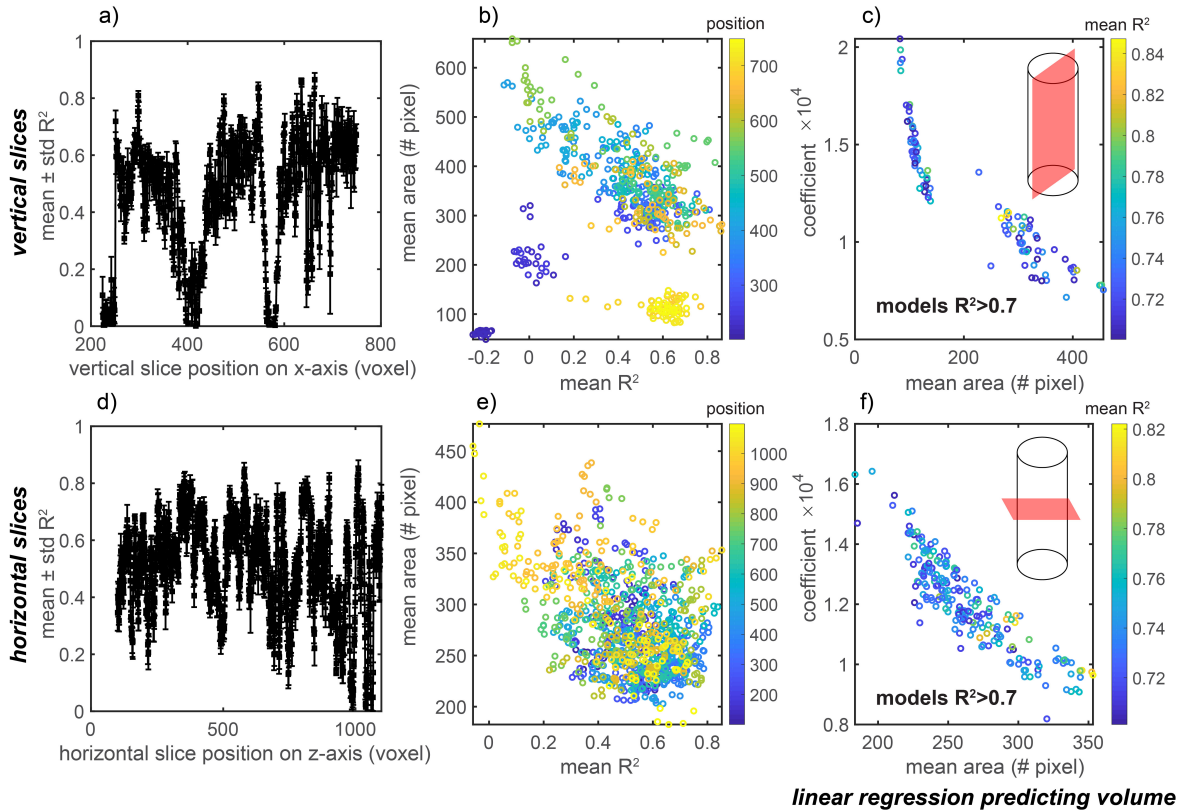 vertical slices
a)
mean ± std R²
1
0.8
0.6
0.4
0.2
0
200 400 600 800
vertical slice position on x-axis (voxel)
b)
position
mean area (# pixel)
600
500
400
300
200
100
-0.2 0 0.2 0.4 0.6 0.8
mean R²
700
600
500
400
300
c)
mean R²
coefficient ×10⁴
2
1.5
1
0.5
models R²>0.7
0 200 400
mean area (# pixel)
0.84
0.82
0.8
0.78
0.76
0.74
0.72
horizontal slices
d)
mean ± std R²
1
0.8
0.6
0.4
0.2
0
0 500 1000
horizontal slice position on z-axis (voxel)
e)
position
mean area (# pixel)
450
400
350
300
250
200
0 0.2 0.4 0.6 0.8
mean R²
1000
900
800
700
600
500
400
300
200
f)
mean R²
coefficient ×10⁴
1.8
1.6
1.4
1.2
1
0.8
models R²>0.7
200 250 300 350
mean area (# pixel)
0.82
0.8
0.78
0.76
0.74
0.72
linear regression predicting volume